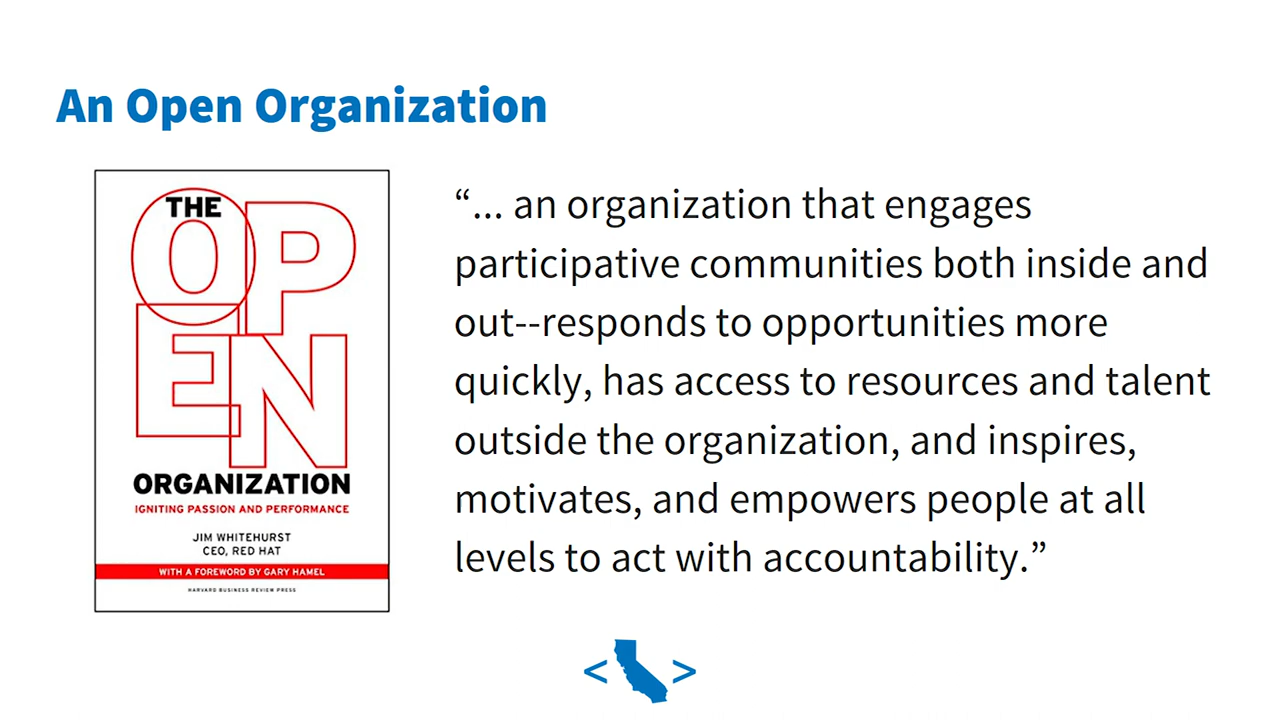 An Open Organization
THE
OPEN
ORGANIZATION
IGNITING PASSION AND PERFORMANCE
JIM WHITEHURST
CEO, RED HAT
WITH A FOREWORD BY GARY HAMEL
HARVARD BUSINESS REVIEW PRESS
“... an organization that engages
participative communities both inside and
out--responds to opportunities more
quickly, has access to resources and talent
outside the organization, and inspires,
motivates, and empowers people at all
levels to act with accountability.”
< >